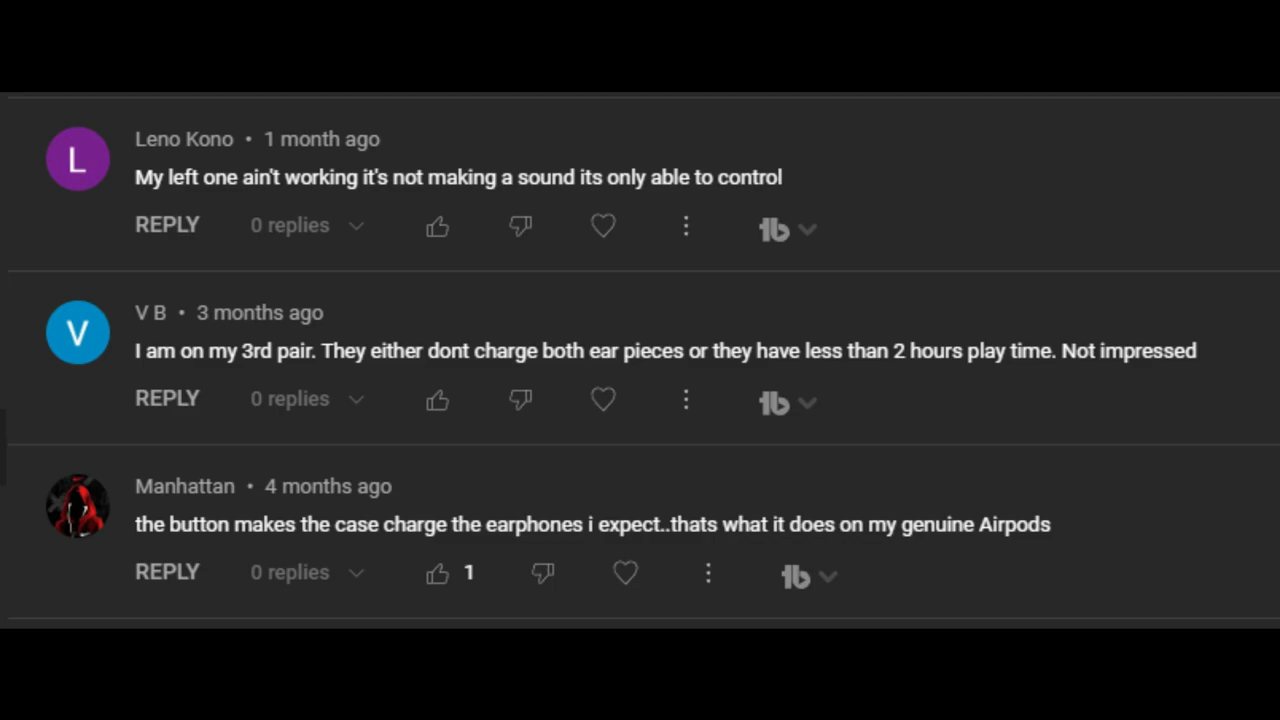 L
Leno Kono • 1 month ago
My left one ain't working it's not making a sound its only able to control
REPLY 0 replies
V
V B • 3 months ago
I am on my 3rd pair. They either dont charge both ear pieces or they have less than 2 hours play time. Not impressed
REPLY 0 replies
Manhattan • 4 months ago
the button makes the case charge the earphones i expect..thats what it does on my genuine Airpods
REPLY 0 replies 1